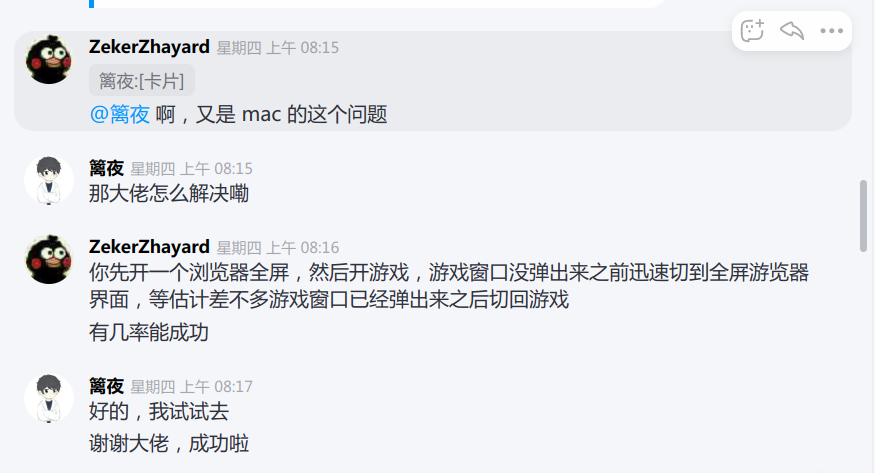 ZekerZhayard 星期四 上午 08:15
篱夜:[卡片]
@篱夜 啊，又是 mac 的这个问题
篱夜 星期四 上午 08:15
那大佬怎么解决嘞
ZekerZhayard 星期四 上午 08:16
你先开一个浏览器全屏，然后开游戏，游戏窗口没弹出来之前迅速切到全屏游览器
界面，等估计差不多游戏窗口已经弹出来之后切回游戏
有几率能成功
篱夜 星期四 上午 08:17
好的，我试试去
谢谢大佬，成功啦